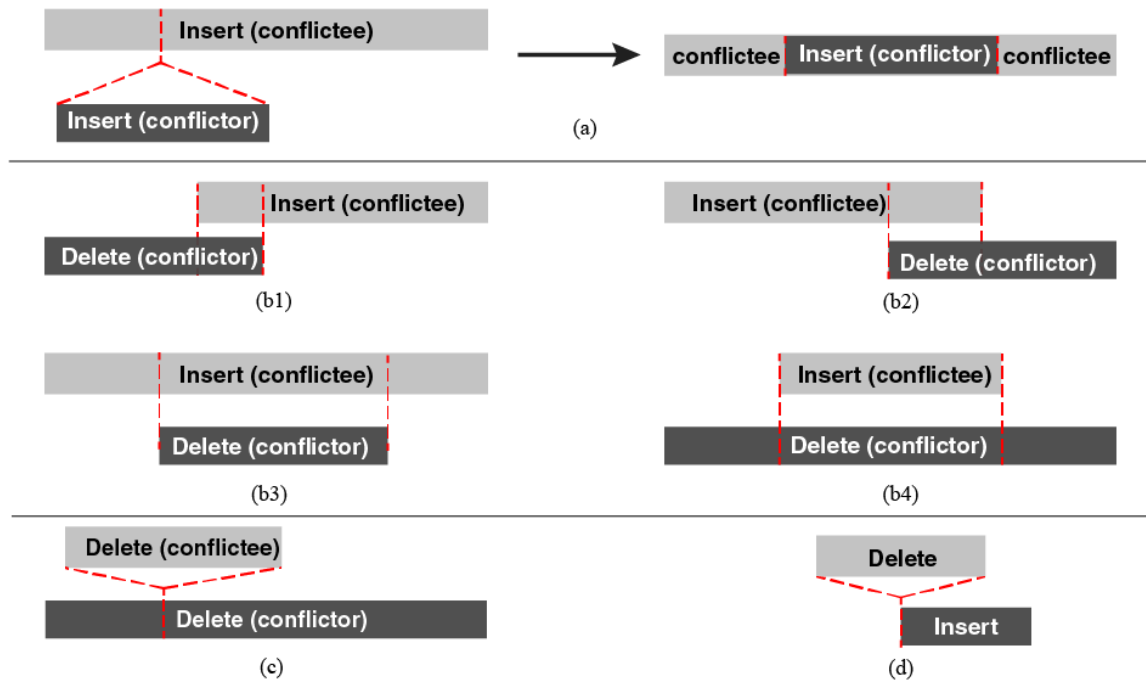 Insert (conflictee)
conflictee Insert (conflictor) conflictee
Insert (conflictor)
(a)
Insert (conflictee)
Delete (conflictor)
(b1)
Insert (conflictee)
Delete (conflictor)
(b2)
Insert (conflictee)
Delete (conflictor)
(b3)
Insert (conflictee)
Delete (conflictor)
(b4)
Delete (conflictee)
Delete (conflictor)
(c)
Delete
Insert
(d)